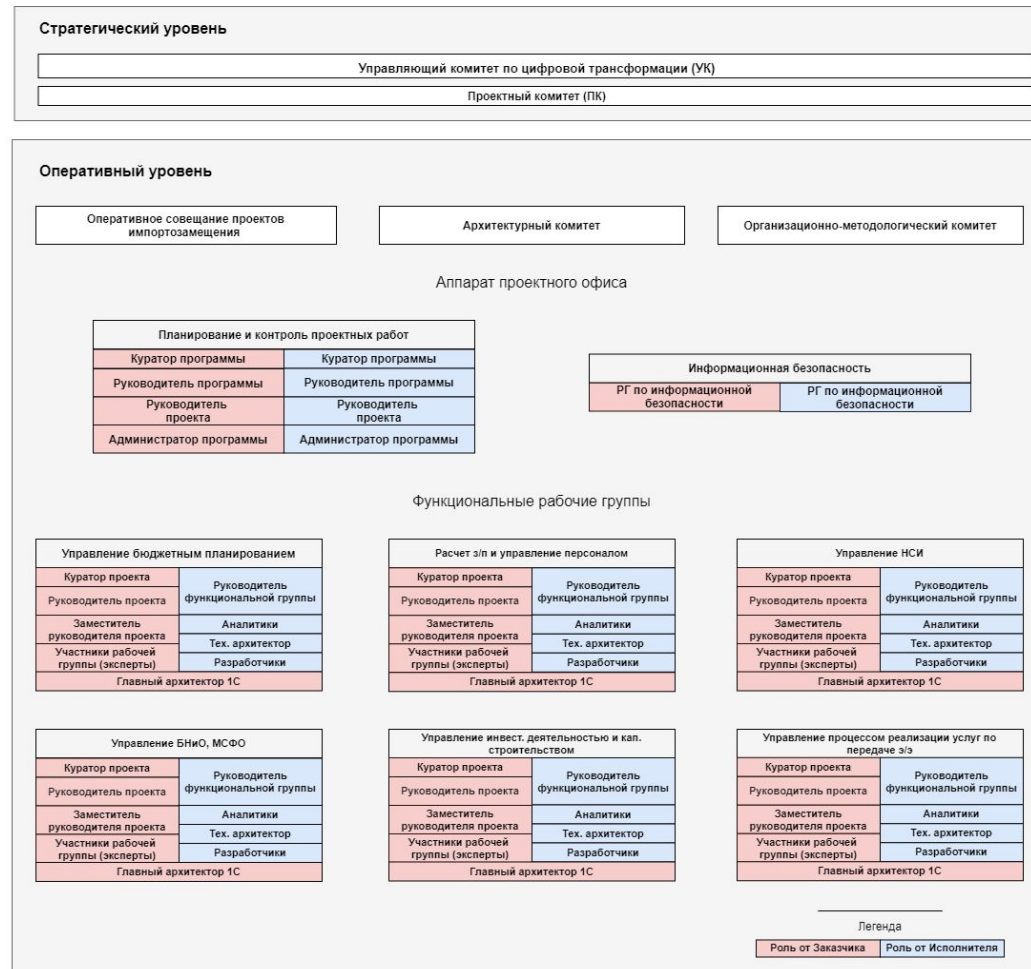 Стратегический уровень
Управляющий комитет по цифровой трансформации (УК)
Проектный комитет (ПК)
Оперативный уровень
Оперативное совещание проектов
импортозамещения
Архитектурный комитет
Организационно-методологический комитет
Аппарат проектного офиса
Планирование и контроль проектных работ
Куратор программы
Куратор программы
Руководитель программы
Руководитель программы
Руководитель
проекта
Руководитель
проекта
Администратор программы
Администратор программы
Информационная безопасность
РГ по информационной
безопасности
РГ по информационной
безопасности
Функциональные рабочие группы
Управление бюджетным планированием
Куратор проекта
Руководитель проекта
Заместитель
руководителя проекта
Участники рабочей
группы (эксперты)
Руководитель
функциональной группы
Аналитики
Тех. архитектор
Разработчики
Главный архитектор 1С
Расчет з/п и управление персоналом
Куратор проекта
Руководитель проекта
Заместитель
руководителя проекта
Участники рабочей
группы (эксперты)
Руководитель
функциональной группы
Аналитики
Тех. архитектор
Разработчики
Главный архитектор 1С
Управление НСИ
Куратор проекта
Руководитель проекта
Заместитель
руководителя проекта
Участники рабочей
группы (эксперты)
Руководитель
функциональной группы
Аналитики
Тех. архитектор
Разработчики
Главный архитектор 1С
Управление БНиО, МСФО
Куратор проекта
Руководитель проекта
Заместитель
руководителя проекта
Участники рабочей
группы (эксперты)
Руководитель
функциональной группы
Аналитики
Тех. архитектор
Разработчики
Главный архитектор 1С
Управление инвест. деятельностью и кап.
строительством
Куратор проекта
Руководитель проекта
Заместитель
руководителя проекта
Участники рабочей
группы (эксперты)
Руководитель
функциональной группы
Аналитики
Тех. архитектор
Разработчики
Главный архитектор 1С
Управление процессом реализации услуг по
передаче э/э
Куратор проекта
Руководитель проекта
Заместитель
руководителя проекта
Участники рабочей
группы (эксперты)
Руководитель
функциональной группы
Аналитики
Тех. архитектор
Разработчики
Главный архитектор 1С
Легенда
Роль от Заказчика
Роль от Исполнителя